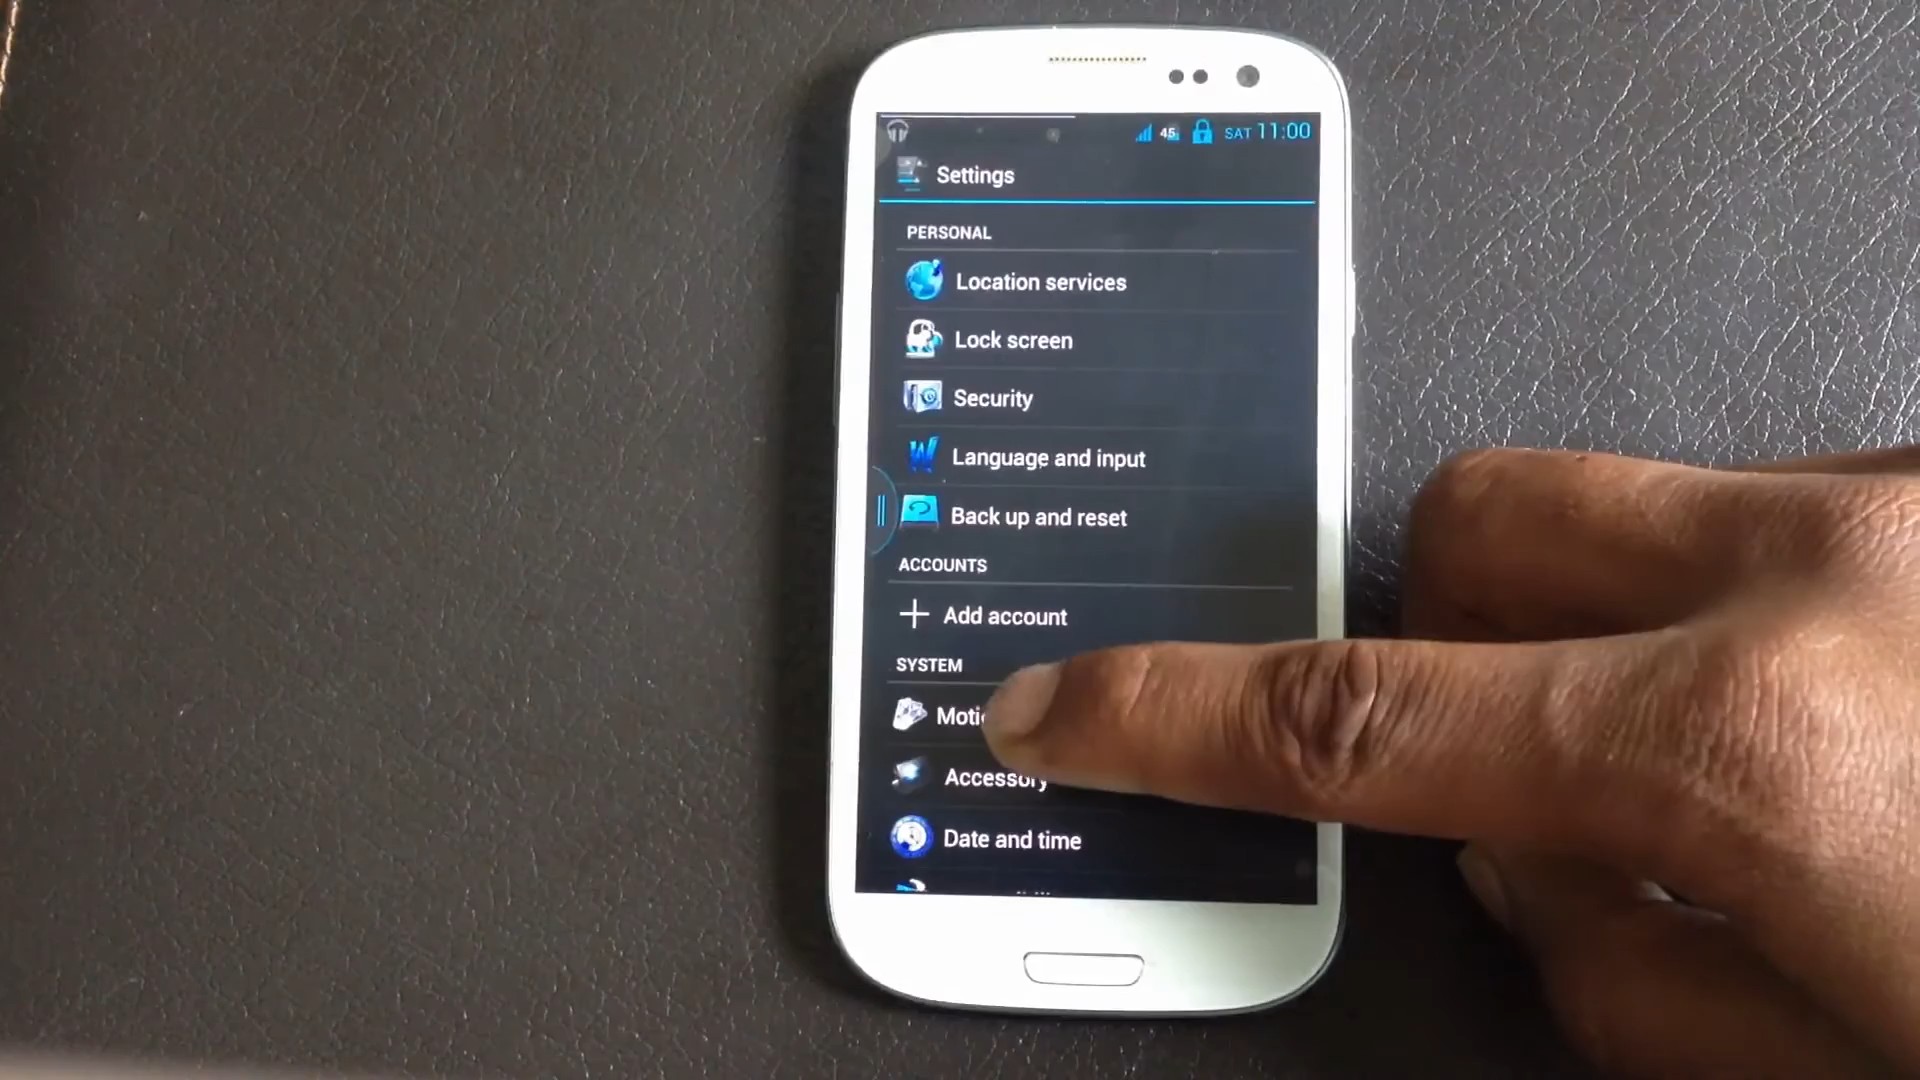 45 SAT 11:00
Settings
PERSONAL
Location services
Lock screen
Security
Language and input
Back up and reset
ACCOUNTS
Add account
SYSTEM
Accessory
Date and time